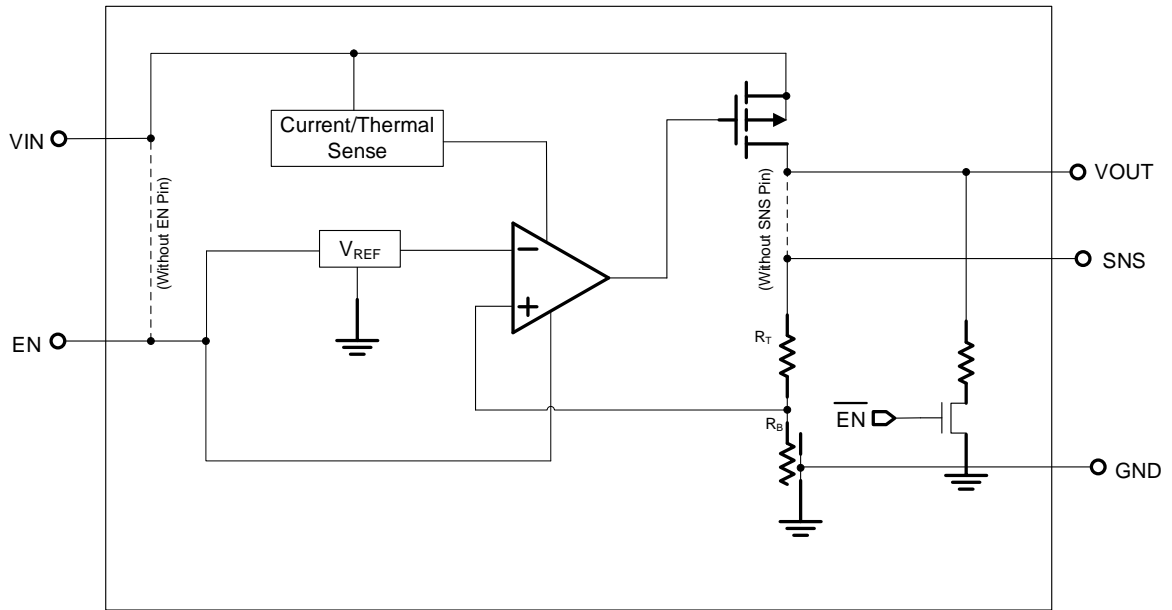 Current/Thermal
Sense
VIN
(Without EN Pin)
(Without SNS Pin)
VOUT
VREF
−
+
SNS
EN
RT
RB
EN
GND